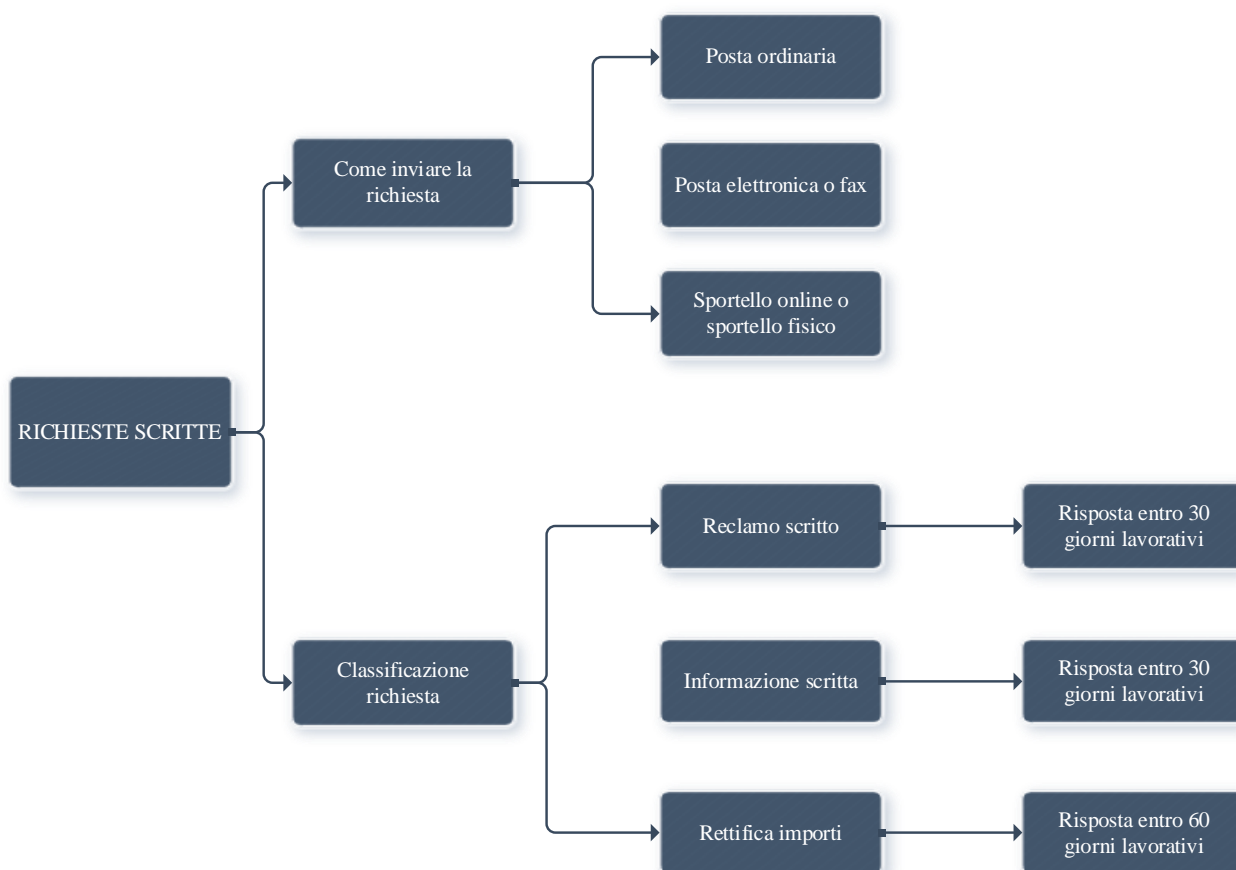 Posta ordinaria
Come inviare la
richiesta
Posta elettronica o fax
Sportello online o
sportello fisico
RICHIESTE SCRITTE
Reclamo scritto
Risposta entro 30
giorni lavorativi
Classificazione
richiesta
Informazione scritta
Risposta entro 30
giorni lavorativi
Rettifica importi
Risposta entro 60
giorni lavorativi